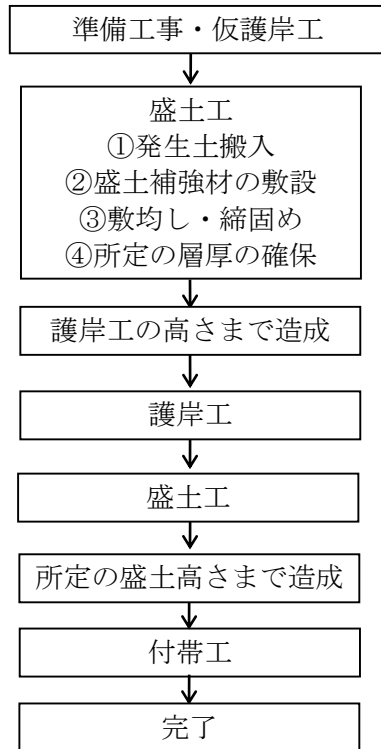 準備工事・仮護岸工
盛土工
①発生土搬入
②盛土補強材の敷設
③敷均し・締固め
④所定の層厚の確保
護岸工の高さまで造成
護岸工
盛土工
所定の盛土高さまで造成
付帯工
完了